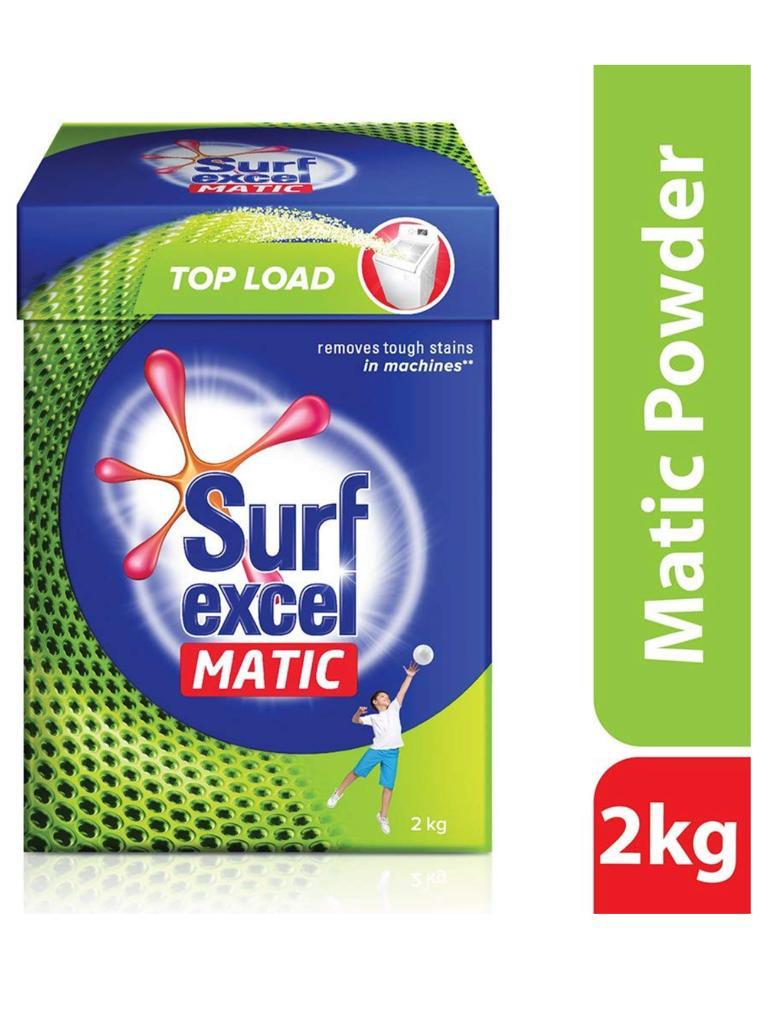 Surf
excel
MATIC
TOP LOAD
removes tough stains
in machines**
Surf
excel
MATIC
2 kg
Matic Powder
2kg